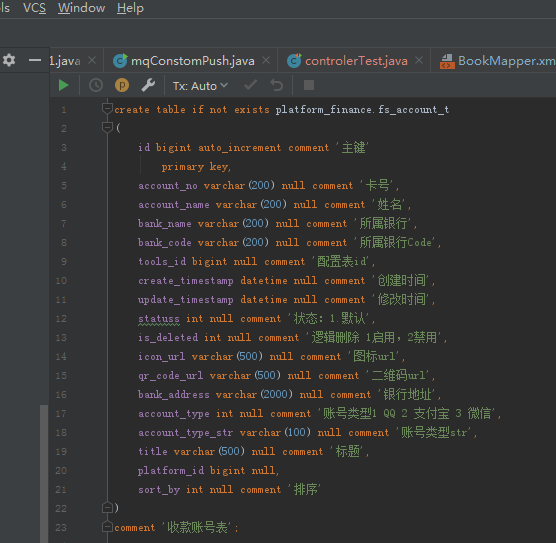 ls VCS Window Help
1.java mqConstomPush.java controlerTest.java BookMapper.xm
Tx: Auto
1 create table if not exists platform_finance.fs_account_t
2 (
3 id bigint auto_increment comment '主键'
4 primary key,
5 account_no varchar(200) null comment '卡号',
6 account_name varchar(200) null comment '姓名',
7 bank_name varchar(200) null comment '所属银行',
8 bank_code varchar(200) null comment '所属银行Code',
9 tools_id bigint null comment '配置表id',
10 create_timestamp datetime null comment '创建时间',
11 update_timestamp datetime null comment '修改时间',
12 statuss int null comment '状态: 1.默认',
13 is_deleted int null comment '逻辑删除 1启用, 2禁用',
14 icon_url varchar(500) null comment '图标url',
15 qr_code_url varchar(500) null comment '二维码url',
16 bank_address varchar(2000) null comment '银行地址',
17 account_type int null comment '账号类型1 QQ 2 支付宝 3 微信',
18 account_type_str varchar(100) null comment '账号类型str',
19 title varchar(500) null comment '标题',
20 platform_id bigint null,
21 sort_by int null comment '排序'
22 )
23 comment '收款账号表';